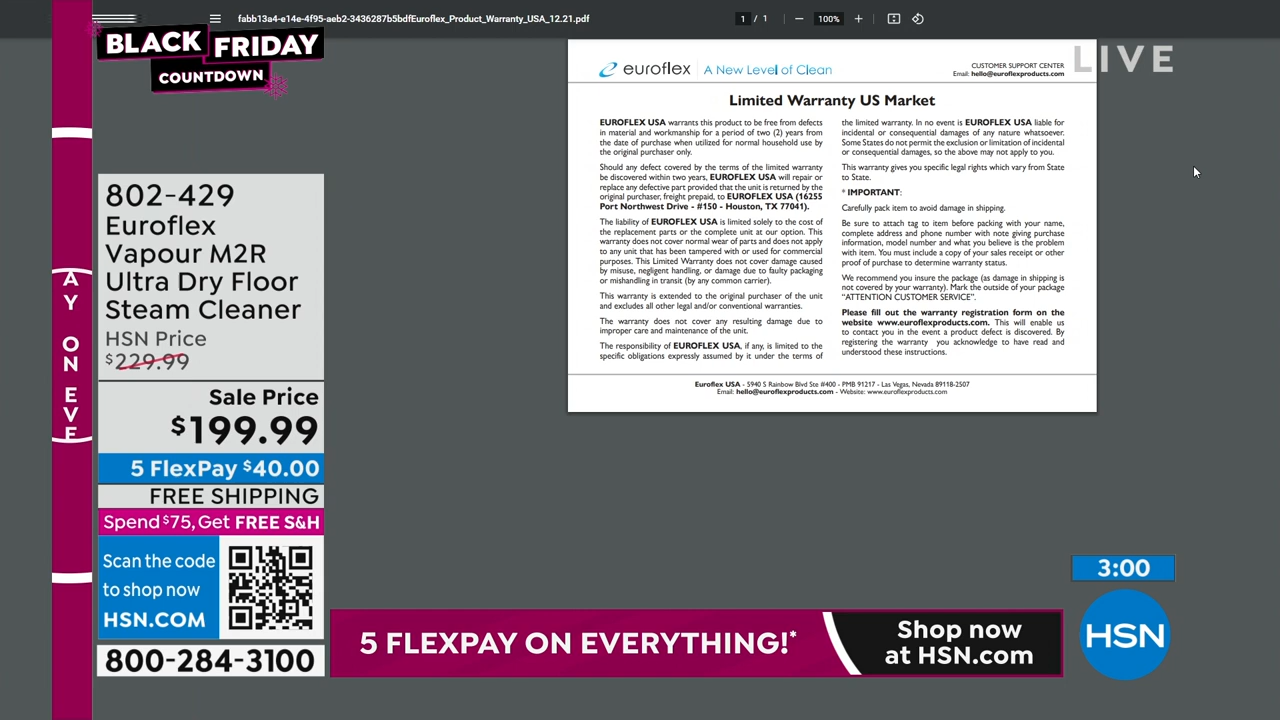 fabb13a4-e14e-4f95-aeb2-3436287b5bdfEuroflex_Product_Warranty_USA_12.21.pdf
1 / 1
100%
BLACK FRIDAY
COUNTDOWN
LIVE
AY ON EVE
802-429
Euroflex
Vapour M2R
Ultra Dry Floor
Steam Cleaner
HSN Price
$229.99
Sale Price
$199.99
5 FlexPay $40.00
FREE SHIPPING
Spend $75, Get FREE S&H
Scan the code
to shop now
HSN.COM
800-284-3100
euroflex A New Level of Clean
CUSTOMER SUPPORT CENTER
Email: hello@euroflexproducts.com
Limited Warranty US Market
EUROFLEX USA warrants this product to be free from defects
in material and workmanship for a period of two (2) years from
the date of purchase when utilized for normal household use by
the original purchaser only.
Should any defect covered by the terms of the limited warranty
be discovered within two years, EUROFLEX USA will repair or
replace any defective part provided that the unit is returned by the
original purchaser, freight prepaid, to EUROFLEX USA (16255
Port Northwest Drive - #150 - Houston, TX 77041).
The liability of EUROFLEX USA is limited solely to the cost of
the replacement parts or the complete unit at our option. This
warranty does not cover normal wear of parts and does not apply
to any unit that has been tampered with or used for commercial
purposes. This Limited Warranty does not cover damage caused
by misuse, negligent handling, or damage due to faulty packaging
or mishandling in transit (by any common carrier).
This warranty is extended to the original purchaser of the unit
and excludes all other legal and/or conventional warranties.
The warranty does not cover any resulting damage due to
improper care and maintenance of the unit.
The responsibility of EUROFLEX USA, if any, is limited to the
specific obligations expressly assumed by it under the terms of
the limited warranty. In no event is EUROFLEX USA liable for
incidental or consequential damages of any nature whatsoever.
Some States do not permit the exclusion or limitation of incidental
or consequential damages, so the above may not apply to you.
This warranty gives you specific legal rights which vary from State
to State.
* IMPORTANT:
Carefully pack item to avoid damage in shipping.
Be sure to attach tag to item before packing with your name,
complete address and phone number with note giving purchase
information, model number and what you believe is the problem
with item. You must include a copy of your sales receipt or other
proof of purchase to determine warranty status.
We recommend you insure the package (as damage in shipping is
not covered by your warranty). Mark the outside of your package
"ATTENTION CUSTOMER SERVICE".
Please fill out the warranty registration form on the
website www.euroflexproducts.com. This will enable us
to contact you in the event a product defect is discovered. By
registering the warranty you acknowledge to have read and
understood these instructions.
Euroflex USA - 5940 S Rainbow Blvd Ste #400 - PMB 91217 - Las Vegas, Nevada 89118-2507
Email: hello@euroflexproducts.com - Website: www.euroflexproducts.com
3:00
5 FLEXPAY ON EVERYTHING!*
Shop now
at HSN.com
HSN